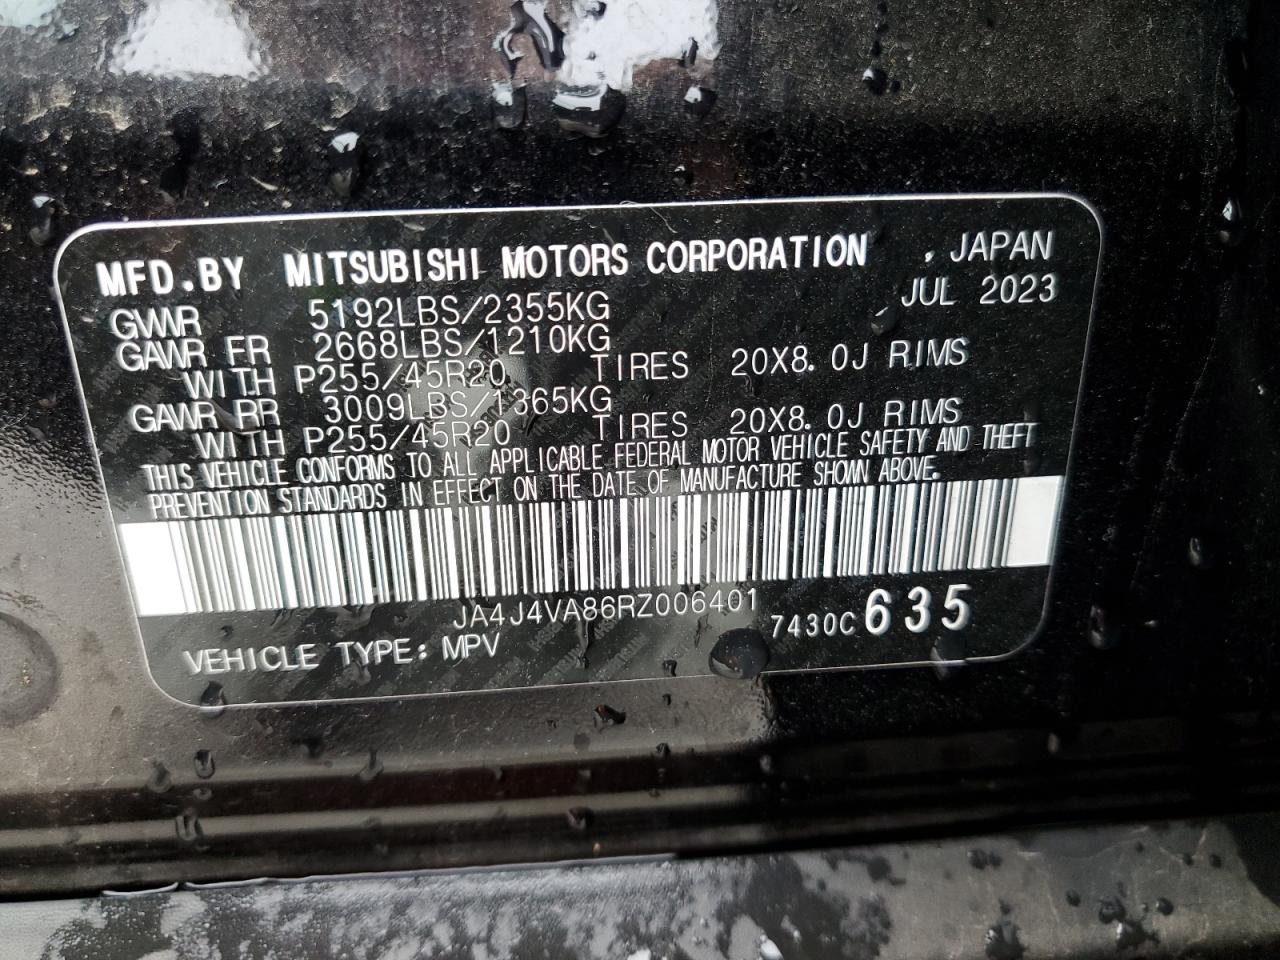 MFD.BY MITSUBISHI MOTORS CORPORATION , JAPAN
JUL 2023
GVWR 5192LBS/2355KG
GAWR FR 2668LBS/1210KG
WITH P255/45R20 TIRES 20X8.0J RIMS
GAWR RR 3009LBS/1365KG
WITH P255/45R20 TIRES 20X8.0J RIMS
THIS VEHICLE CONFORMS TO ALL APPLICABLE FEDERAL MOTOR VEHICLE SAFETY AND THEFT
PREVENTION STANDARDS IN EFFECT ON THE DATE OF MANUFACTURE SHOWN ABOVE.
JA4J4VA86RZ006401
7430C635
VEHICLE TYPE: MPV